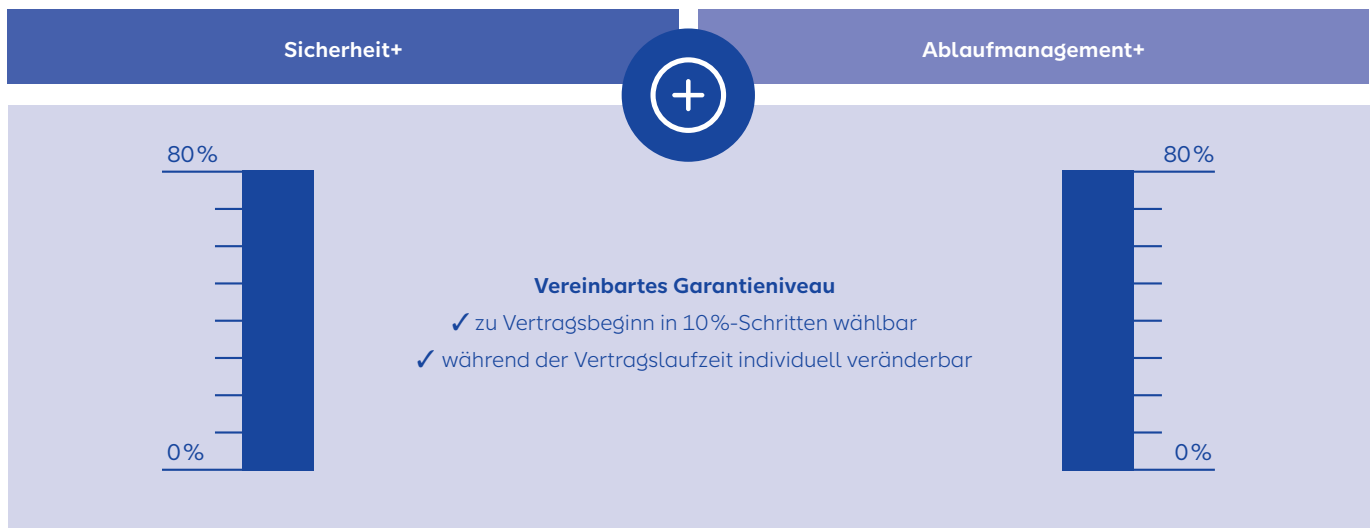 Sicherheit+
Ablaufmanagement+
80 %
80 %
Vereinbartes Garantieniveau
✓ zu Vertragsbeginn in 10 %-Schritten wählbar
✓ während der Vertragslaufzeit individuell veränderbar
0 %
0 %